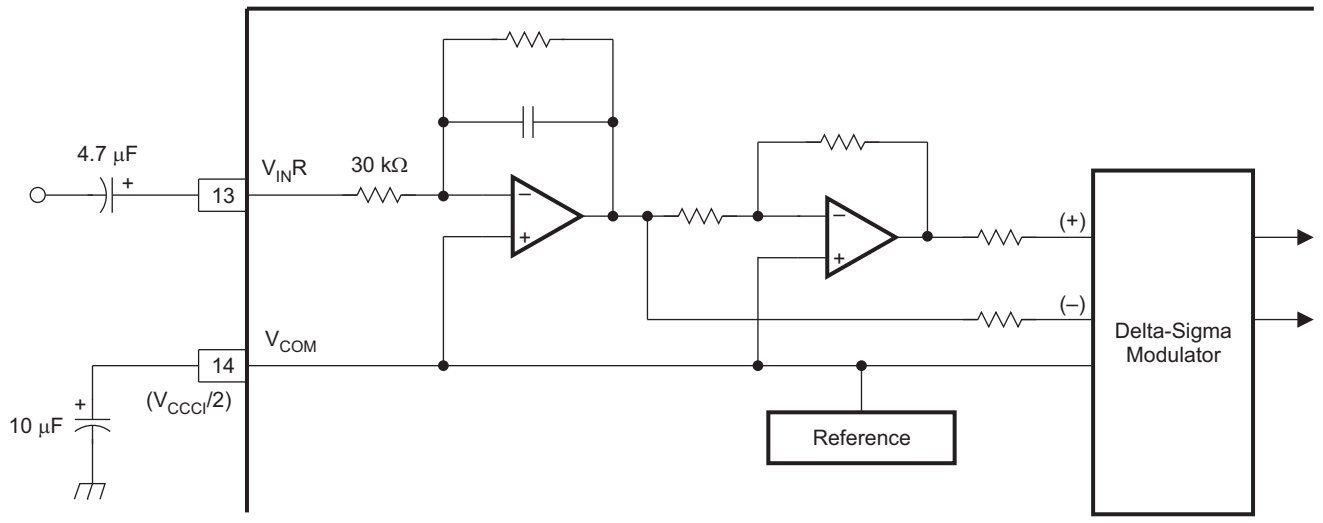 4.7 μF
+
13
V_INR
30 kΩ
−
+
−
+
(+)
(–)
Delta-Sigma
Modulator
V_COM
14
(V_CCCI/2)
+
10 μF
Reference